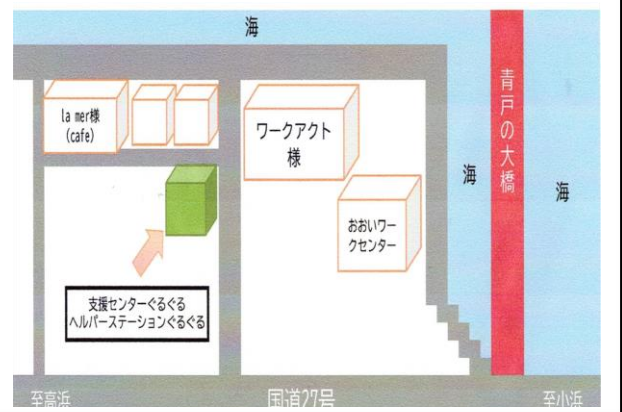 海
la mer様
(cafe)
ワークアクト
様
おおいワー
クセンター
青戸の大橋
海
海
支援センターぐるぐる
ヘルパーステーションぐるぐる
至高浜
国道27号
至小浜